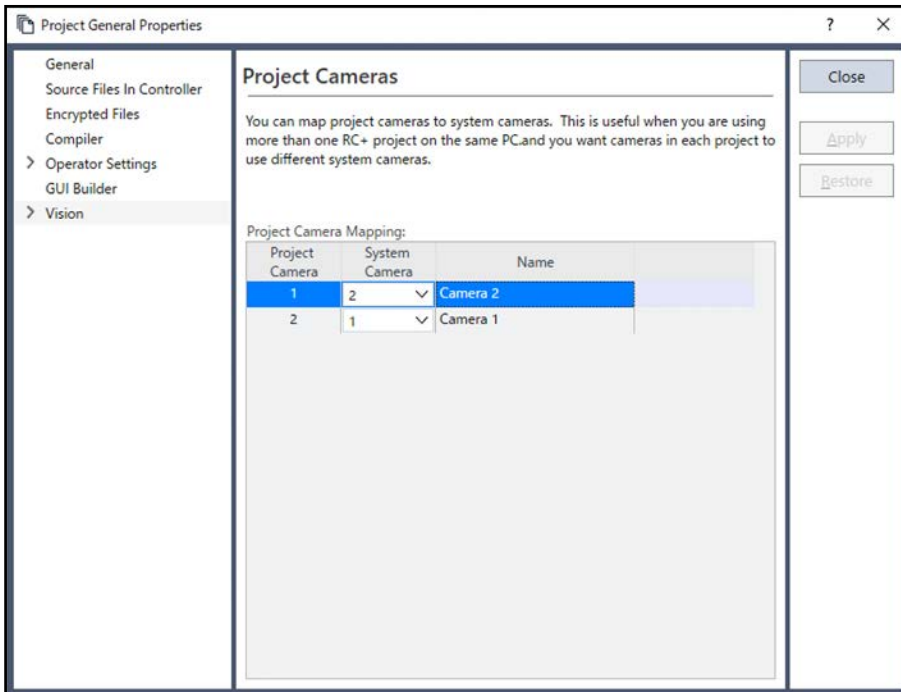 Project General Properties
?
General
Source Files In Controller
Encrypted Files
Compiler
Operator Settings
GUI Builder
Vision
Project Cameras
You can map project cameras to system cameras. This is useful when you are using
more than one RC+ project on the same PC.and you want cameras in each project to
use different system cameras.
Project Camera Mapping:
Project Camera
System Camera
Name
1
2
Camera 2
2
1
Camera 1
Close
Apply
Restore